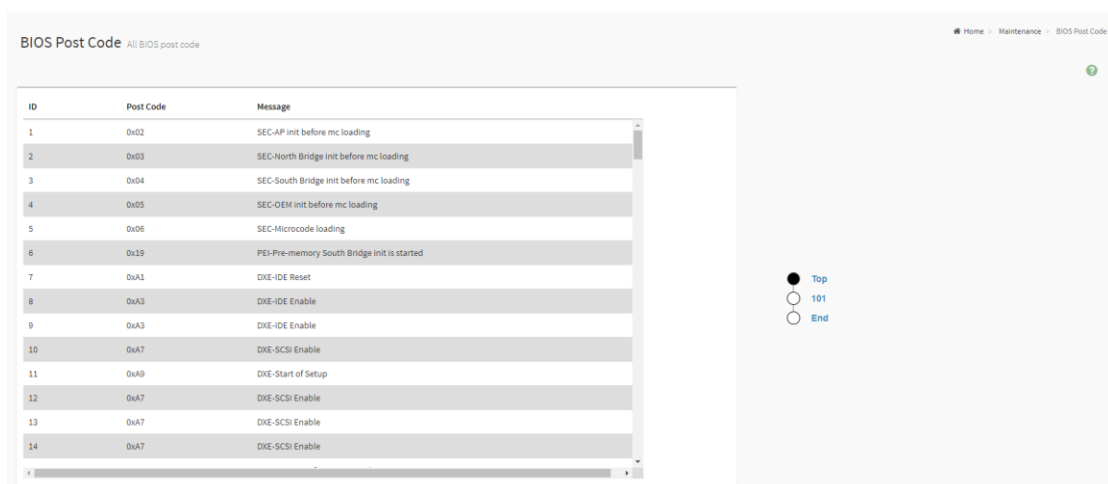 BIOS Post Code All BIOS post code
Home > Maintenance > BIOS Post Code
ID Post Code Message
1 0x02 SEC-AP init before mc loading
2 0x03 SEC-North Bridge init before mc loading
3 0x04 SEC-South Bridge init before mc loading
4 0x05 SEC-OEM init before mc loading
5 0x06 SEC-Microcode loading
6 0x19 PEI-Pre-memory South Bridge init is started
7 0xA1 DXE-IDE Reset
8 0xA3 DXE-IDE Enable
9 0xA3 DXE-IDE Enable
10 0xA7 DXE-SCSI Enable
11 0xA9 DXE-Start of Setup
12 0xA7 DXE-SCSI Enable
13 0xA7 DXE-SCSI Enable
14 0xA7 DXE-SCSI Enable
Top
101
End